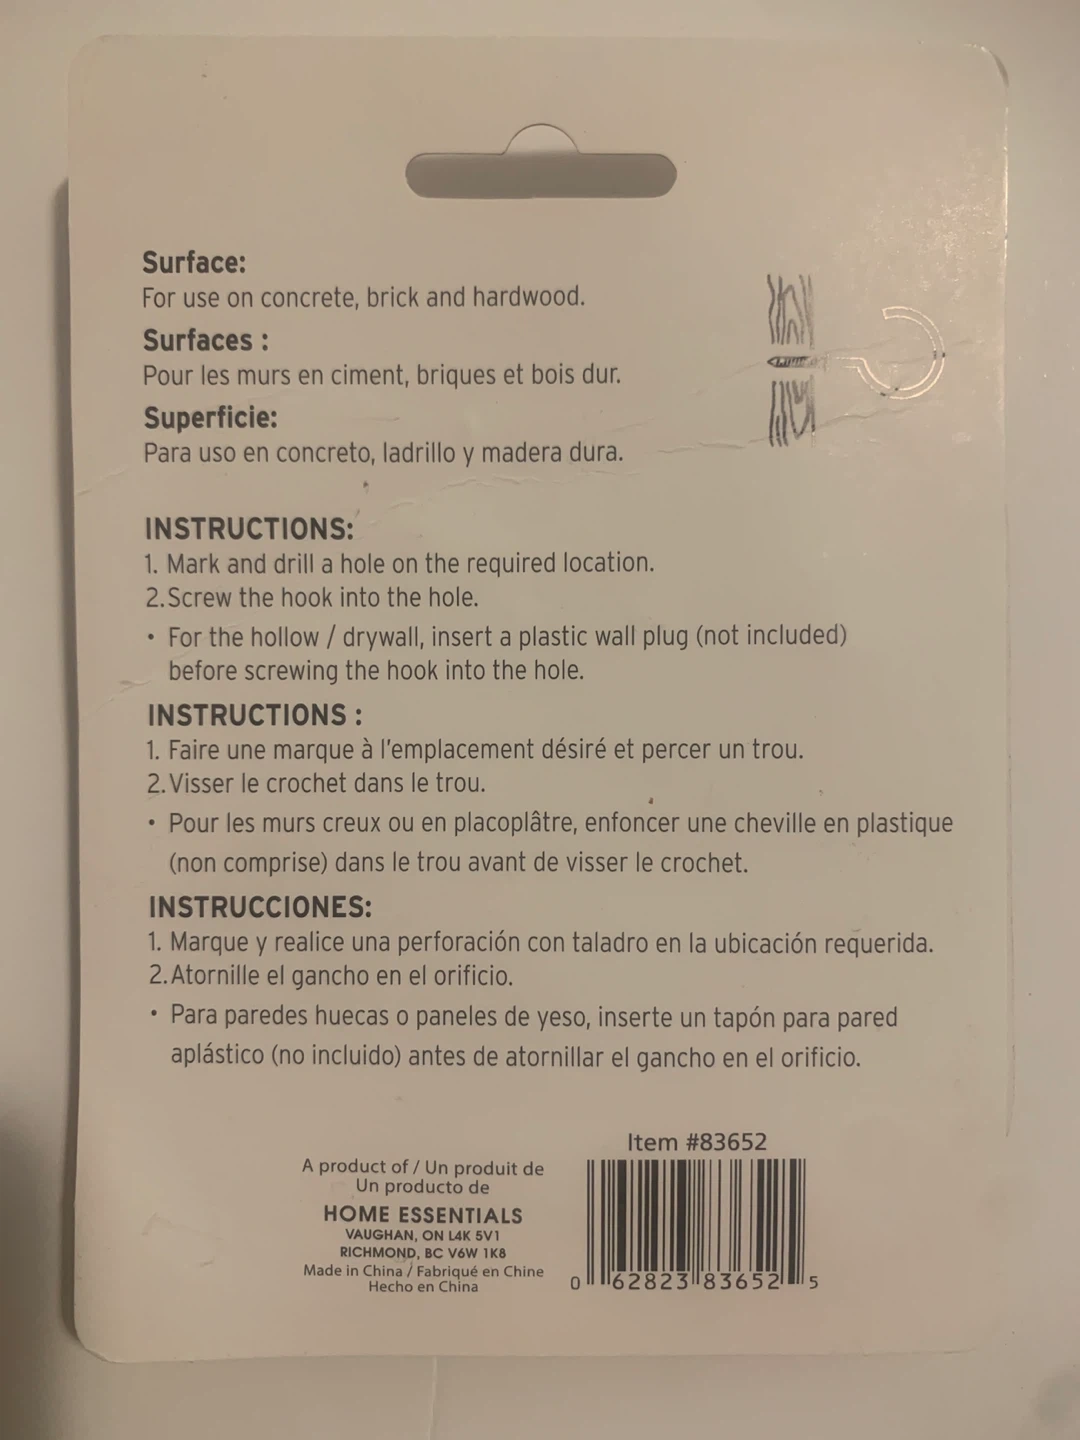 Surface:
For use on concrete, brick and hardwood.
Surfaces :
Pour les murs en ciment, briques et bois dur.
Superficie:
Para uso en concreto, ladrillo y madera dura.
INSTRUCTIONS:
1. Mark and drill a hole on the required location.
2.Screw the hook into the hole.
• For the hollow / drywall, insert a plastic wall plug (not included)
before screwing the hook into the hole.
INSTRUCTIONS :
1. Faire une marque à l'emplacement désiré et percer un trou.
2.Visser le crochet dans le trou.
• Pour les murs creux ou en placoplâtre, enfoncer une cheville en plastique
(non comprise) dans le trou avant de visser le crochet.
INSTRUCCIONES:
1. Marque y realice una perforación con taladro en la ubicación requerida.
2.Atornille el gancho en el orificio.
• Para paredes huecas o paneles de yeso, inserte un tapón para pared
aplástico (no incluido) antes de atornillar el gancho en el orificio.
A product of / Un produit de
Un producto de
HOME ESSENTIALS
VAUGHAN, ON L4K 5V1
RICHMOND, BC V6W 1K8
Made in China / Fabriqué en Chine
Hecho en China
Item #83652
0 62823 83652 5